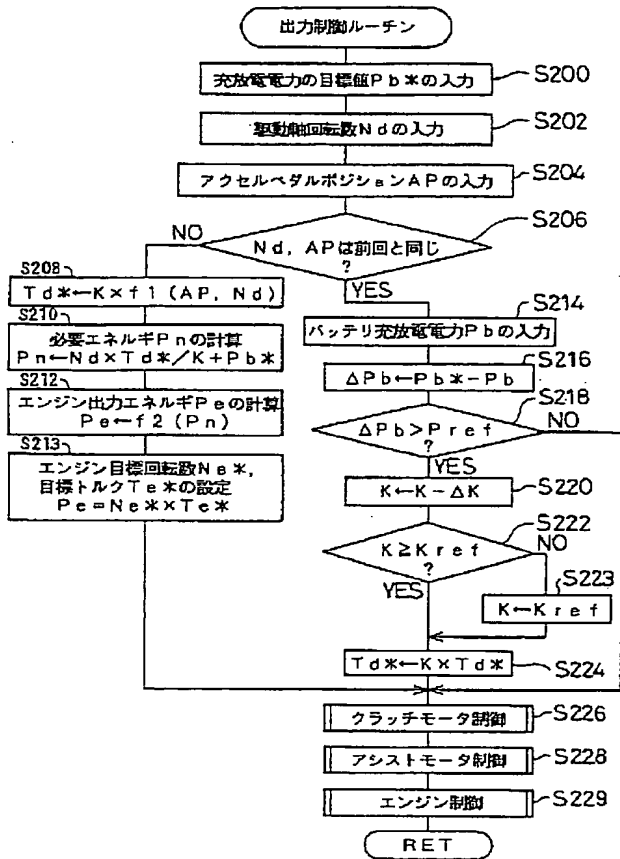 出力制御ルーチン
充放電電力の目標値Pb*の入力
S200
駆動軸回転数Ndの入力
S202
アクセルペダルポジションAPの入力
S204
Nd,APは前回と同じ
?
S206
NO
YES
S208
Td*←K×f1(AP,Nd)
S210
必要エネルギPnの計算
Pn←Nd×Td*/K+Pb*
S212
エンジン出力エネルギPeの計算
Pe←f2(Pn)
S213
エンジン目標回転数Ne*,
目標トルクTe*の設定
Pe=Ne*×Te*
S214
バッテリ充放電電力Pbの入力
S216
ΔPb←Pb*-Pb
S218
ΔPb>Pref
?
NO
YES
K←K-ΔK
S220
K≧Kref
?
S222
NO
YES
S223
K←Kref
Td*←K×Td*
S224
クラッチモータ制御
S226
アシストモータ制御
S228
エンジン制御
S229
RET